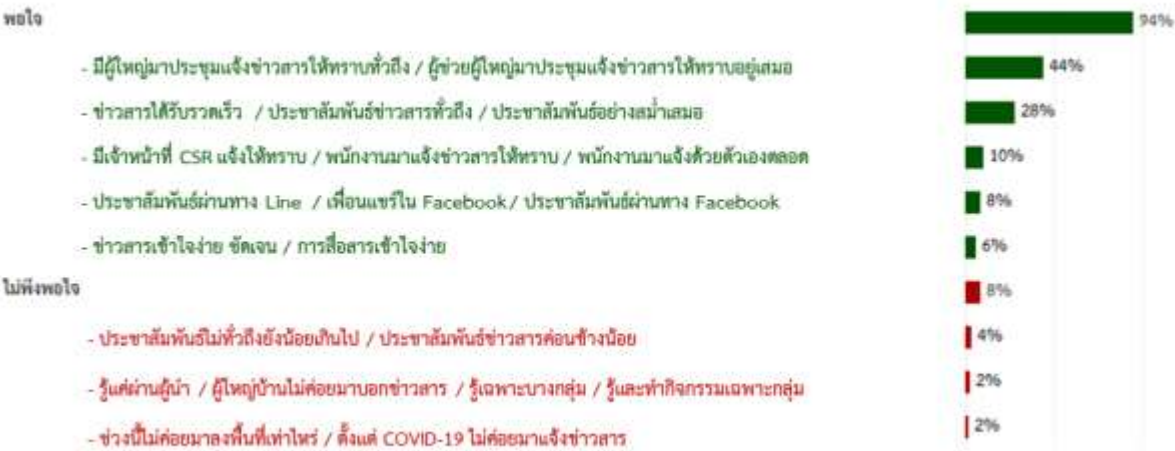 พอใจ 94%
- มีผู้ใหญ่มาประชุมแจ้งข่าวสารให้ทราบทั่วถึง / ผู้ช่วยผู้ใหญ่มาประชุมแจ้งข่าวสารให้ทราบอยู่เสมอ 44%
- ข่าวสารได้รับรวดเร็ว / ประชาสัมพันธ์ข่าวสารทั่วถึง / ประชาสัมพันธ์อย่างสม่ำเสมอ 28%
- มีเจ้าหน้าที่ CSR แจ้งให้ทราบ / พนักงานมาแจ้งข่าวสารให้ทราบ / พนักงานมาแจ้งด้วยตัวเองตลอด 10%
- ประชาสัมพันธ์ผ่านทาง Line / เพื่อนแชร์ใน Facebook / ประชาสัมพันธ์ผ่านทาง Facebook 8%
- ข่าวสารเข้าใจง่าย ชัดเจน / การสื่อสารเข้าใจง่าย 6%
ไม่พึงพอใจ 8%
- ประชาสัมพันธ์ไม่ทั่วถึงยังน้อยเกินไป / ประชาสัมพันธ์ข่าวสารค่อนข้างน้อย 4%
- รู้แค่ผ่านผู้นำ / ผู้ใหญ่บ้านไม่ค่อยมาบอกข่าวสาร / รู้เฉพาะบางกลุ่ม / รู้และทำกิจกรรมเฉพาะกลุ่ม 2%
- ช่วงนี้ไม่ค่อยมาลงพื้นที่เท่าไหร่ / ตั้งแต่ COVID-19 ไม่ค่อยมาแจ้งข่าวสาร 2%